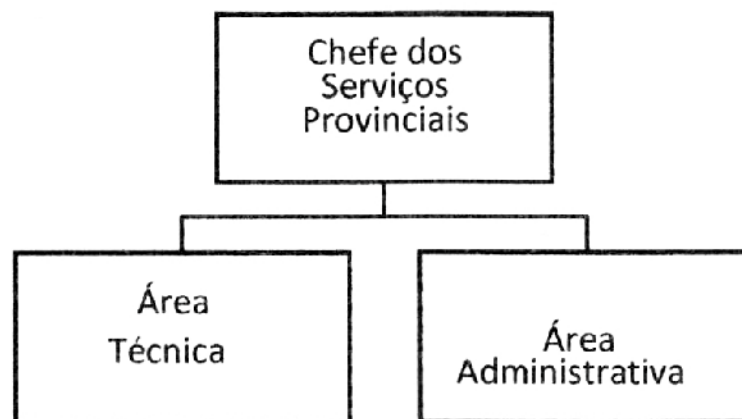 Chefe dos
Serviços
Provinciais
Área
Técnica
Área
Administrativa